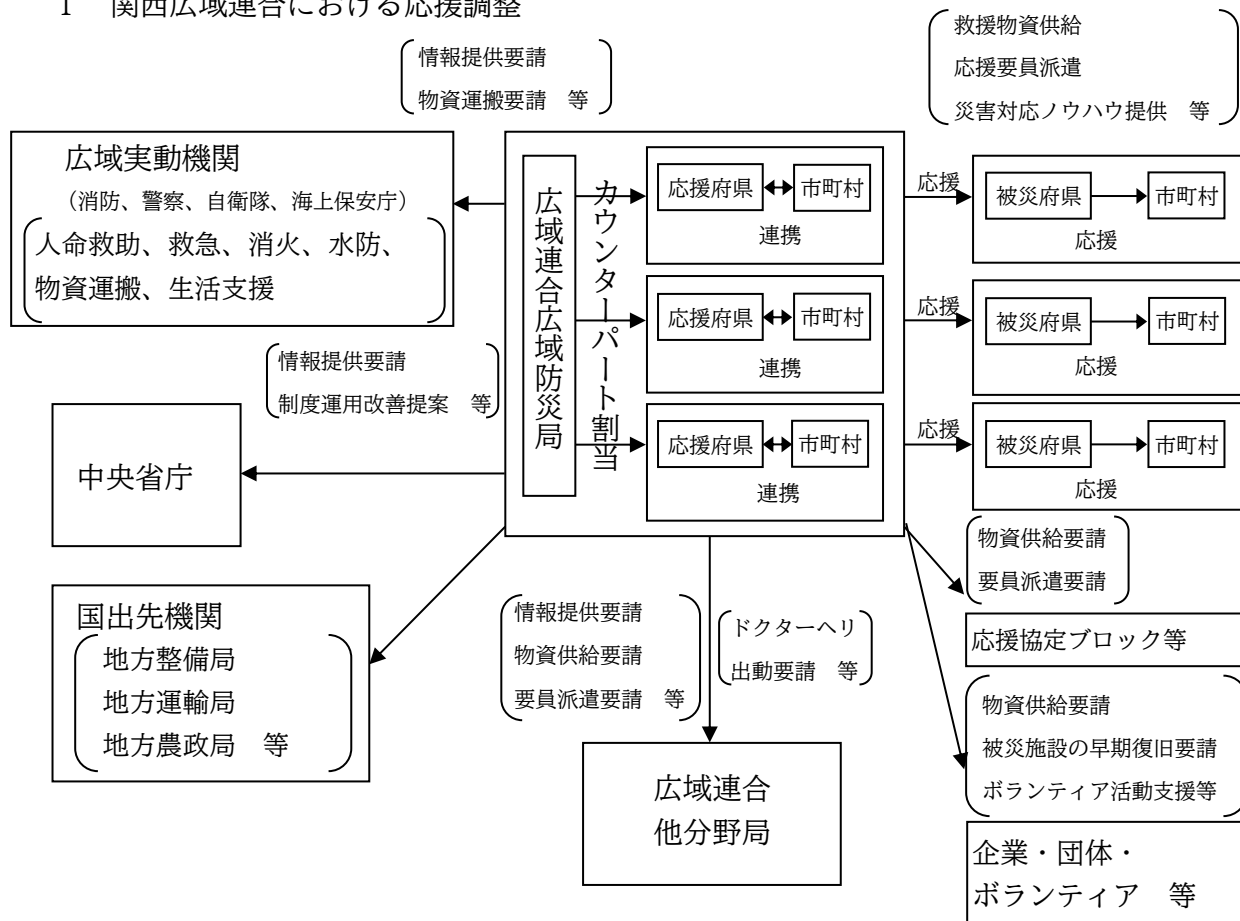 1　関西広域連合における応援調整
情報提供要請
物資運搬要請　等
救援物資供給
応援要員派遣
災害対応ノウハウ提供　等
広域実動機関
（消防、警察、自衛隊、海上保安庁）
人命救助、救急、消火、水防、
物資運搬、生活支援
広域連合広域防災局
カウンターパート割当
応援府県
市町村
連携
応援
被災府県
市町村
応援
応援府県
市町村
連携
応援
被災府県
市町村
応援
応援府県
市町村
連携
応援
被災府県
市町村
応援
情報提供要請
制度運用改善提案　等
中央省庁
国出先機関
地方整備局
地方運輸局
地方農政局　等
情報提供要請
物資供給要請
要員派遣要請　等
ドクターヘリ
出動要請　等
広域連合
他分野局
物資供給要請
要員派遣要請
応援協定ブロック等
物資供給要請
被災施設の早期復旧要請
ボランティア活動支援等
企業・団体・
ボランティア　等